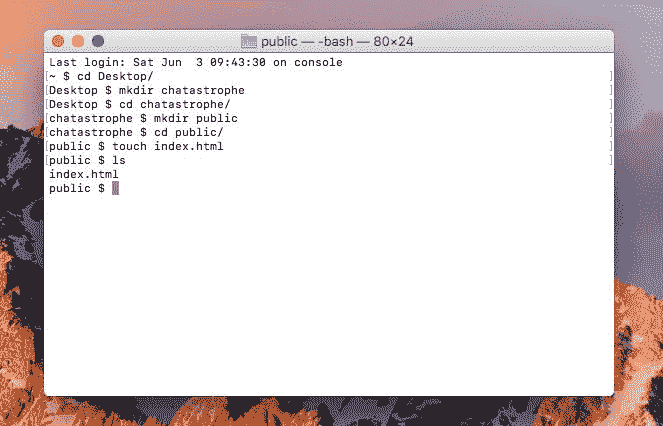 public — -bash — 80×24
Last login: Sat Jun  3 09:43:30 on console
[~ $ cd Desktop/ ]
[Desktop $ mkdir chatastrophe ]
[Desktop $ cd chatastrophe/ ]
[chatastrophe $ mkdir public ]
[chatastrophe $ cd public/ ]
[public $ touch index.html ]
[public $ ls ]
index.html
public $